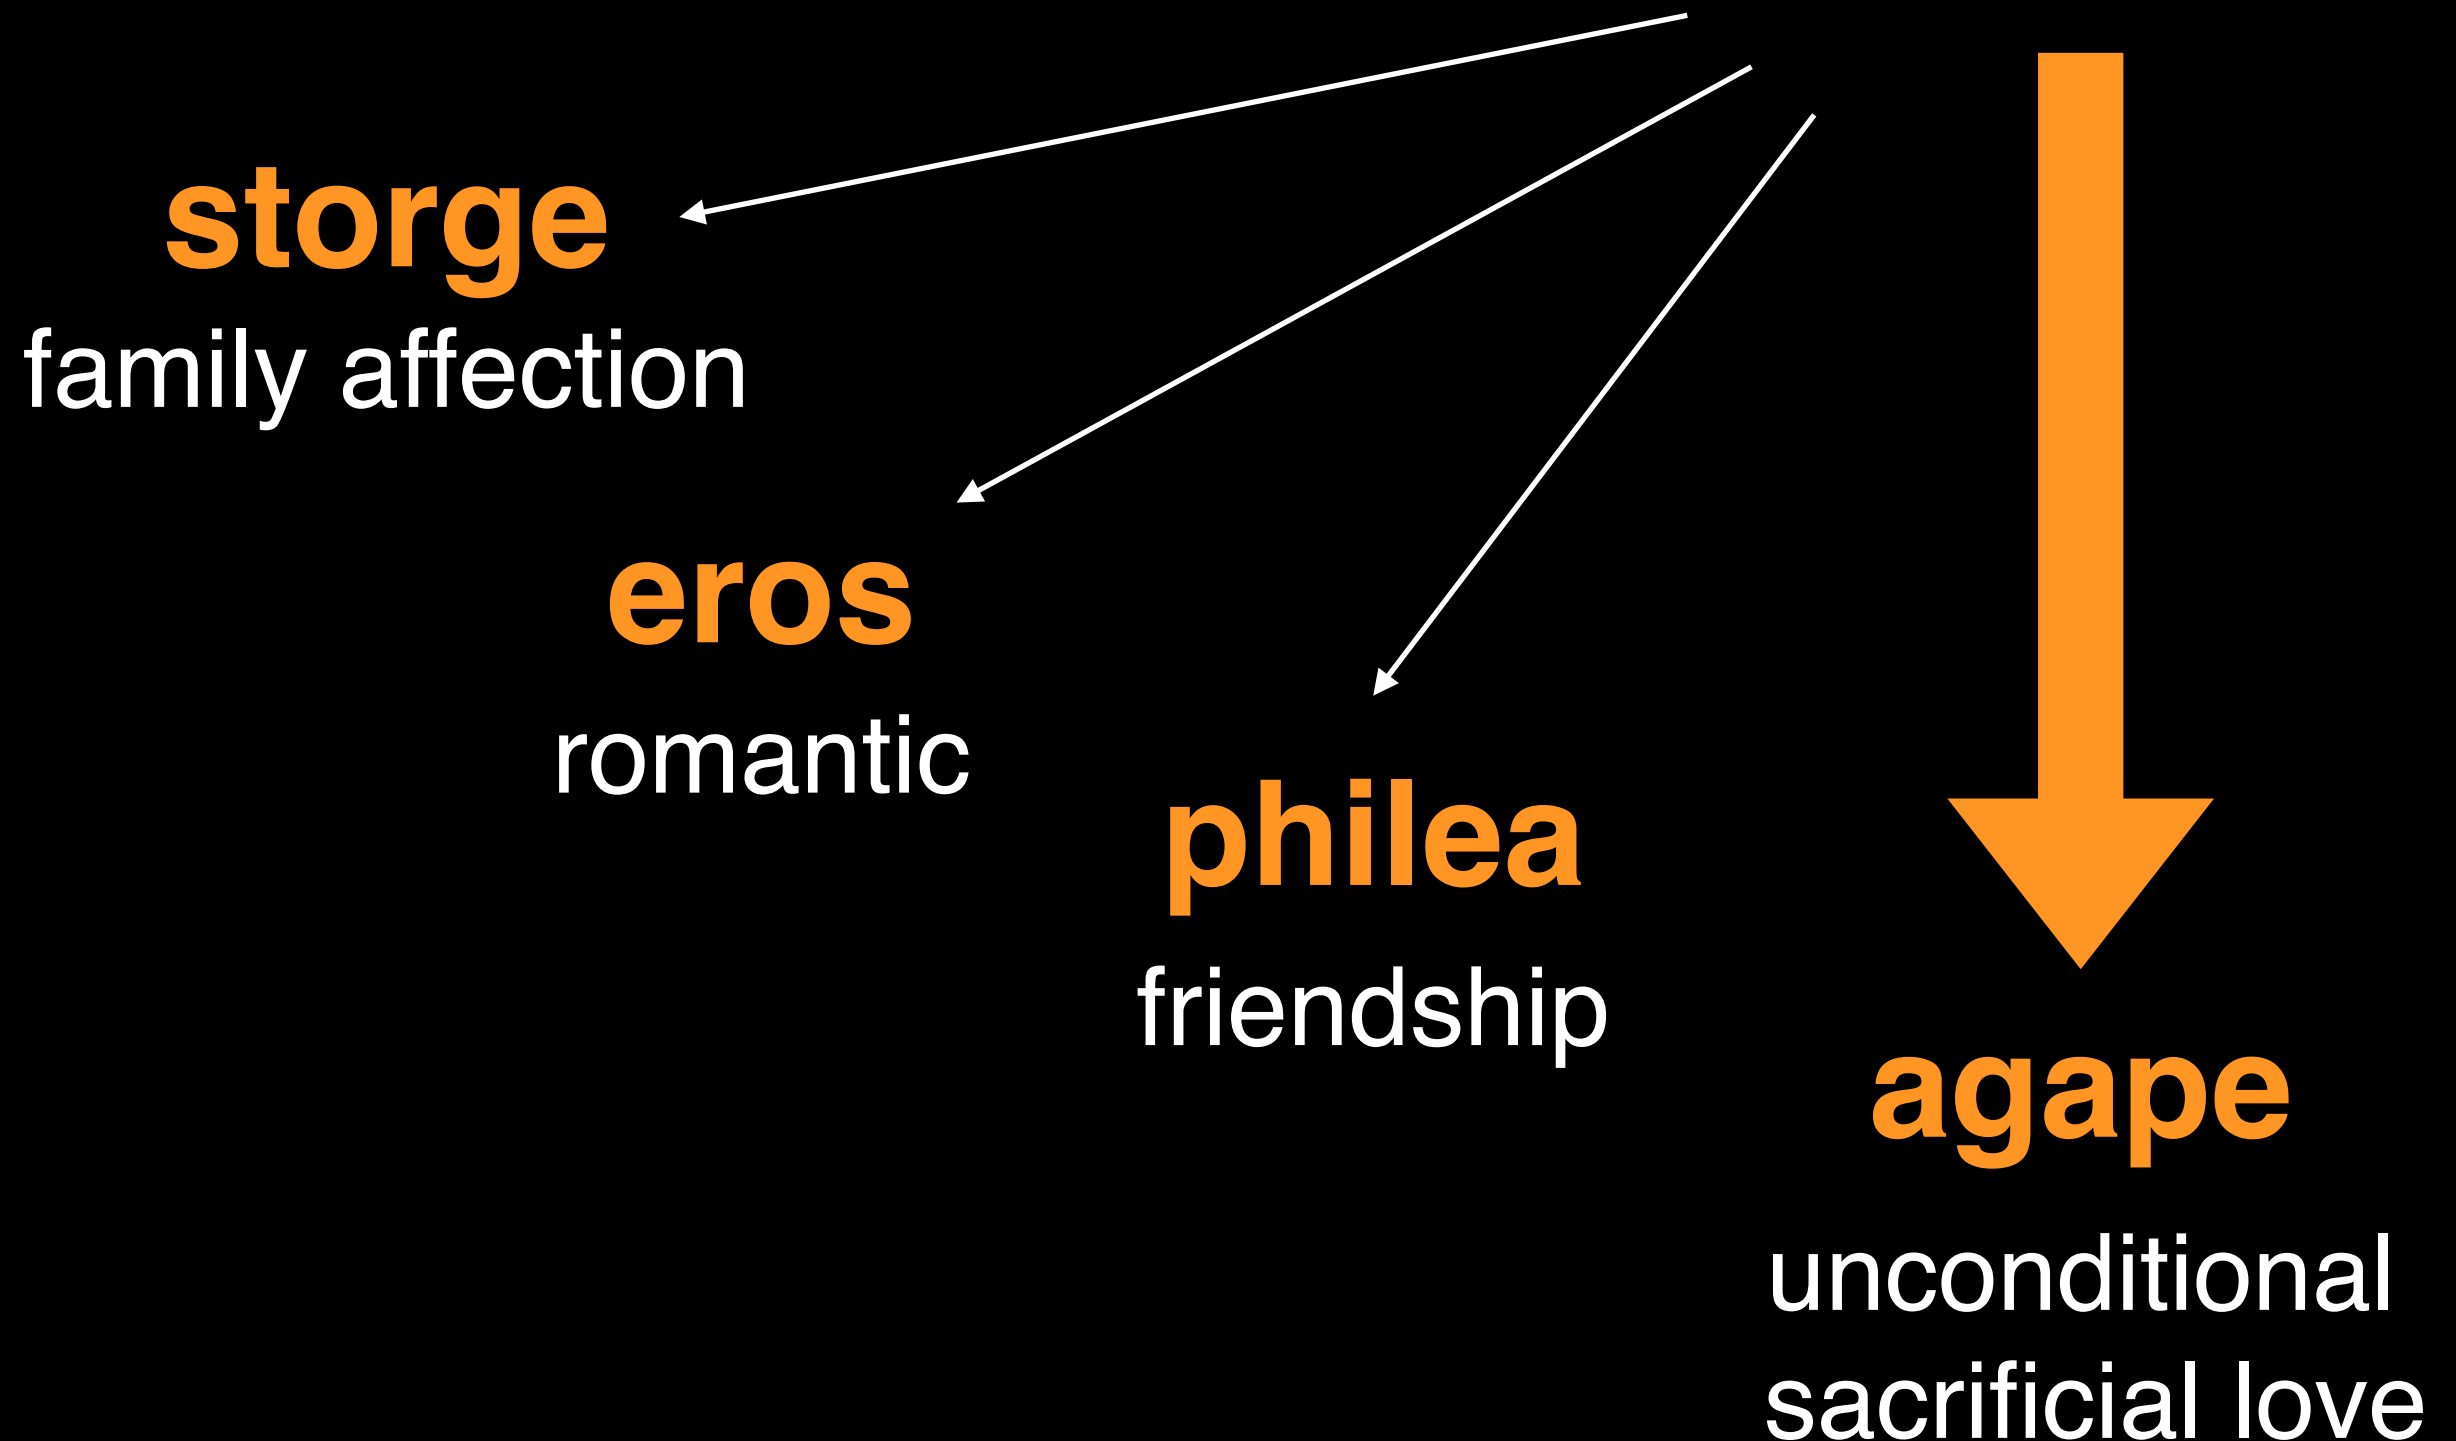 storge
family affection
eros
romantic
philea
friendship
agape
unconditional
sacrificial love